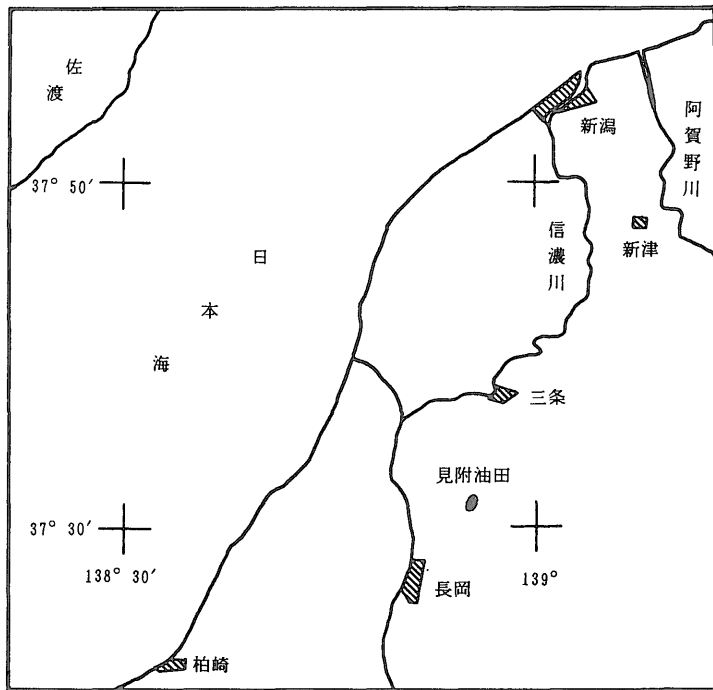 佐渡
新潟
阿賀野川
37° 50′
信濃川
新津
日本海
三条
見附油田
37° 30′
138° 30′
139°
長岡
柏崎